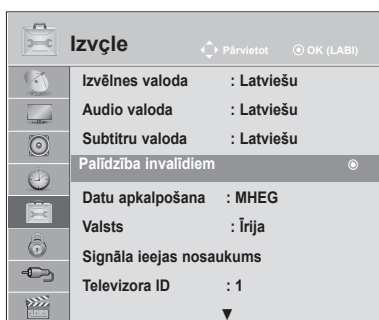 Izvçle Pārvietot OK (LABI)
Izvēlnes valoda : Latviešu
Audio valoda : Latviešu
Subtitru valoda : Latviešu
Palīdzība invalīdiem
Datu apkalpošana : MHEG
Valsts : Īrija
Signāla ieejas nosaukums
Televizora ID : 1